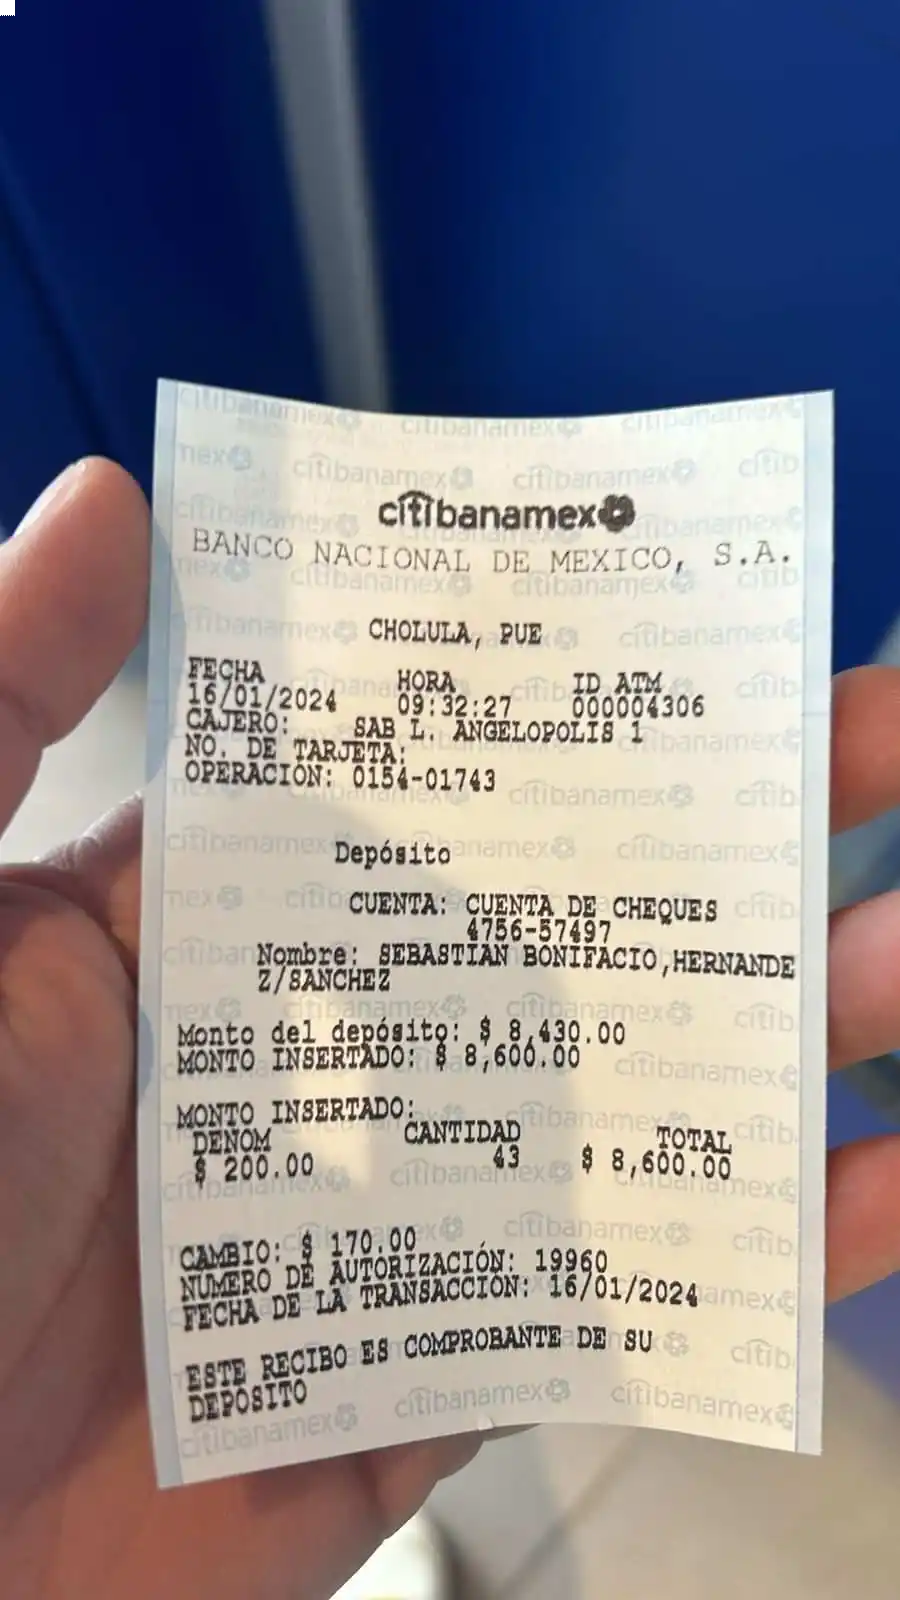 citibanamex
BANCO NACIONAL DE MEXICO, S.A.
CHOLULA, PUE
FECHA HORA ID ATM
16/01/2024 09:32:27 000004306
CAJERO: SAB L. ANGELOPOLIS 1
NO. DE TARJETA:
OPERACIÓN: 0154-01743
Depósito
CUENTA: CUENTA DE CHEQUES
4756-57497
Nombre: SEBASTIAN BONIFACIO,HERNANDE
Z/SANCHEZ
Monto del depósito: $ 8,430.00
MONTO INSERTADO: $ 8,600.00
MONTO INSERTADO:
DENOM CANTIDAD TOTAL
$ 200.00 43 $ 8,600.00
CAMBIO: $ 170.00
NUMERO DE AUTORIZACIÓN: 19960
FECHA DE LA TRANSACCIÓN: 16/01/2024
ESTE RECIBO ES COMPROBANTE DE SU
DEPOSITO